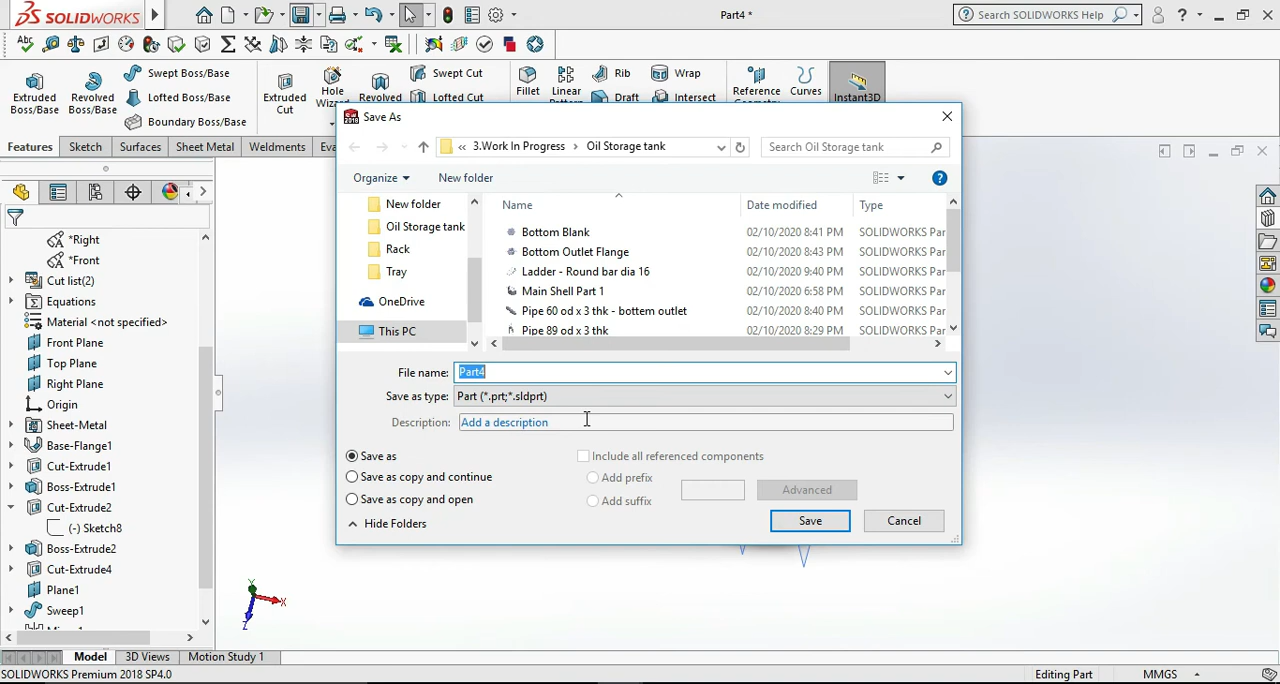 SOLIDWORKS
Part4 *
Search SOLIDWORKS Help
Extruded Boss/Base
Revolved Boss/Base
Swept Boss/Base
Lofted Boss/Base
Boundary Boss/Base
Extruded Cut
Hole Wizard
Revolved
Swept Cut
Lofted Cut
Fillet
Linear
Rib
Draft
Wrap
Intersect
Reference
Curves
Instant3D
Features
Sketch
Surfaces
Sheet Metal
Weldments
Eva
*Right
*Front
Cut list(2)
Equations
Material <not specified>
Front Plane
Top Plane
Right Plane
Origin
Sheet-Metal
Base-Flange1
Cut-Extrude1
Boss-Extrude1
Cut-Extrude2
(-) Sketch8
Boss-Extrude2
Cut-Extrude4
Plane1
Sweep1
Save As
« 3.Work In Progress > Oil Storage tank
Search Oil Storage tank
Organize
New folder
New folder
Oil Storage tank
Rack
Tray
OneDrive
This PC
Name Date modified Type
Bottom Blank 02/10/2020 8:41 PM SOLIDWORKS Par
Bottom Outlet Flange 02/10/2020 8:43 PM SOLIDWORKS Par
Ladder - Round bar dia 16 02/10/2020 9:40 PM SOLIDWORKS Par
Main Shell Part 1 02/10/2020 6:58 PM SOLIDWORKS Par
Pipe 60 od x 3 thk - bottem outlet 02/10/2020 8:40 PM SOLIDWORKS Par
Pipe 89 od x 3 thk 02/10/2020 8:29 PM SOLIDWORKS Par
File name: Part4
Save as type: Part (*.prt;*.sldprt)
Description: Add a description
Save as
Save as copy and continue
Save as copy and open
Include all referenced components
Add prefix
Add suffix
Advanced
Hide Folders
Save
Cancel
Y
X
Z
Model
3D Views
Motion Study 1
SOLIDWORKS Premium 2018 SP4.0
Editing Part
MMGS